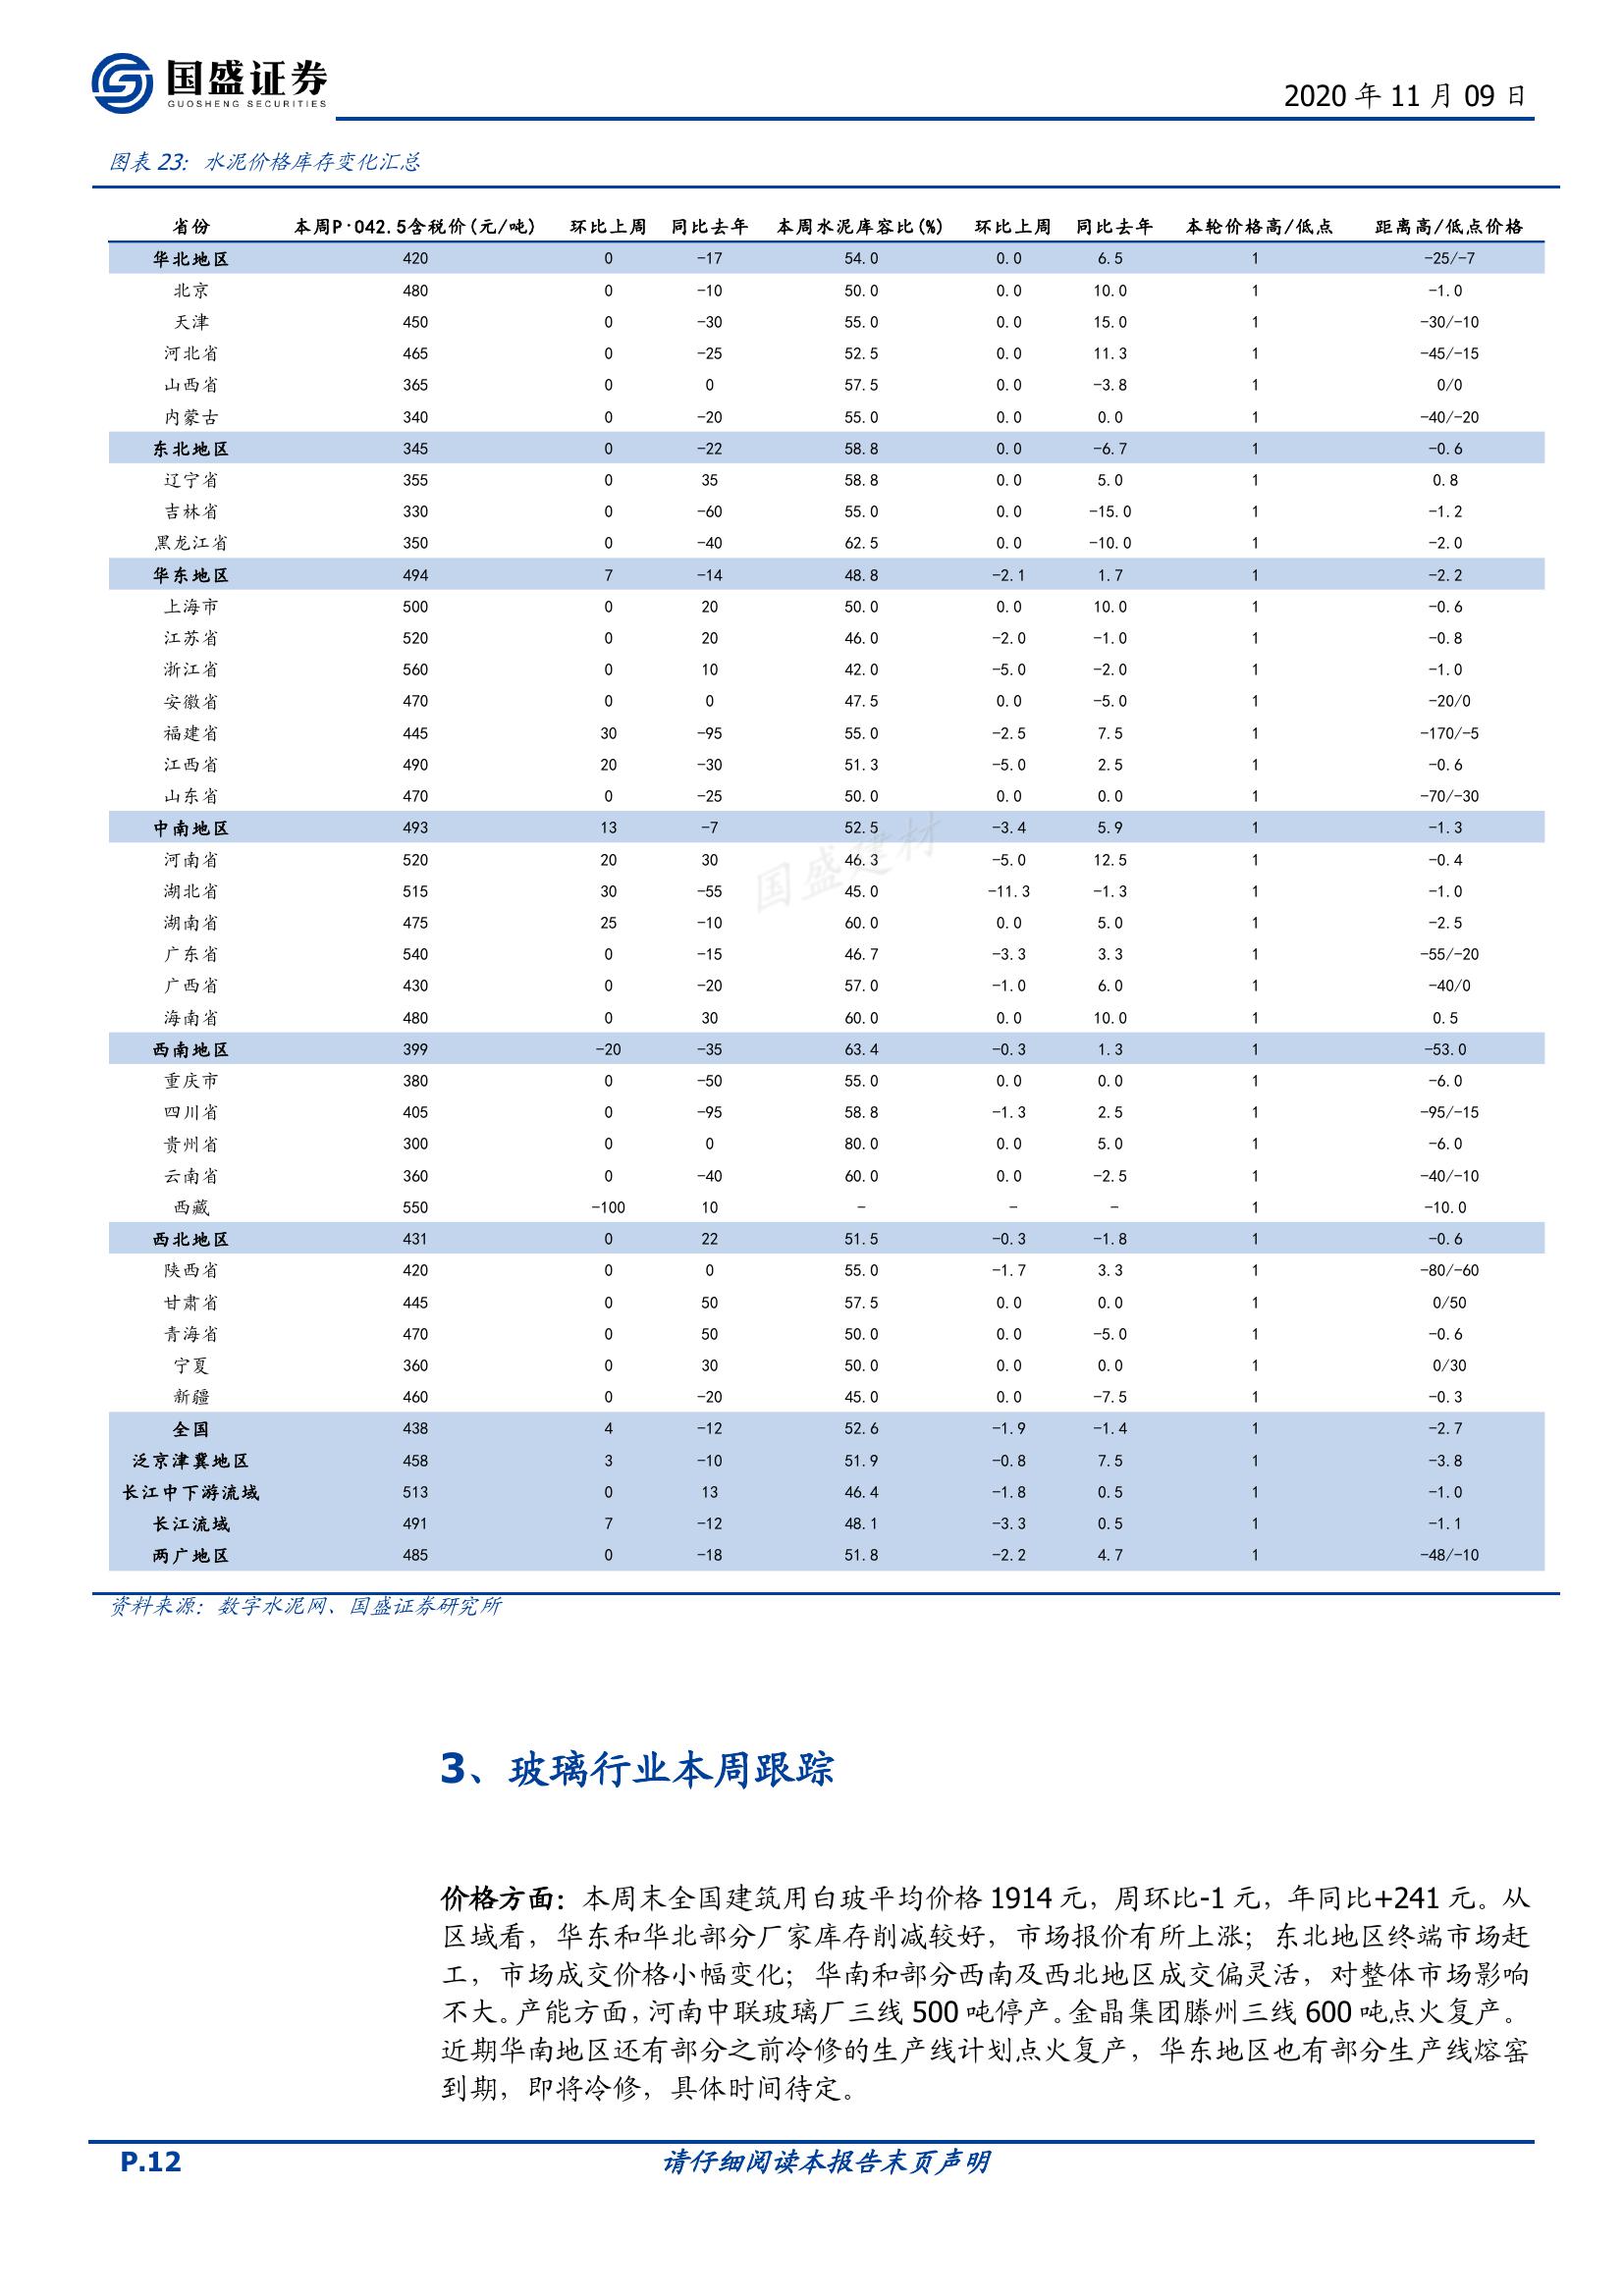 国盛证券
GUOSHENG SECURITIES
2020 年 11 月 09 日
图表 23: 水泥价格库存变化汇总
省份 本周P·042.5含税价(元/吨) 环比上周 同比去年 本周水泥库容比(%) 环比上周 同比去年 本轮价格高/低点 距离高/低点价格
华北地区 420 0 -17 54.0 0.0 6.5 1 -25/-7
北京 480 0 -10 50.0 0.0 10.0 1 -1.0
天津 450 0 -30 55.0 0.0 15.0 1 -30/-10
河北省 465 0 -25 52.5 0.0 11.3 1 -45/-15
山西省 365 0 0 57.5 0.0 -3.8 1 0/0
内蒙古 340 0 -20 55.0 0.0 0.0 1 -40/-20
东北地区 345 0 -22 58.8 0.0 -6.7 1 -0.6
辽宁省 355 0 35 58.8 0.0 5.0 1 0.8
吉林省 330 0 -60 55.0 0.0 -15.0 1 -1.2
黑龙江省 350 0 -40 62.5 0.0 -10.0 1 -2.0
华东地区 494 7 -14 48.8 -2.1 1.7 1 -2.2
上海市 500 0 20 50.0 0.0 10.0 1 -0.6
江苏省 520 0 20 46.0 -2.0 -1.0 1 -0.8
浙江省 560 0 10 42.0 -5.0 -2.0 1 -1.0
安徽省 470 0 0 47.5 0.0 -5.0 1 -20/0
福建省 445 30 -95 55.0 -2.5 7.5 1 -170/-5
江西省 490 20 -30 51.3 -5.0 2.5 1 -0.6
山东省 470 0 -25 50.0 0.0 0.0 1 -70/-30
中南地区 493 13 -7 52.5 -3.4 5.9 1 -1.3
河南省 520 20 30 46.3 -5.0 12.5 1 -0.4
湖北省 515 30 -55 45.0 -11.3 -1.3 1 -1.0
湖南省 475 25 -10 60.0 0.0 5.0 1 -2.5
广东省 540 0 -15 46.7 -3.3 3.3 1 -55/-20
广西省 430 0 -20 57.0 -1.0 6.0 1 -40/0
海南省 480 0 30 60.0 0.0 10.0 1 0.5
西南地区 399 -20 -35 63.4 -0.3 1.3 1 -53.0
重庆市 380 0 -50 55.0 0.0 0.0 1 -6.0
四川省 405 0 -95 58.8 -1.3 2.5 1 -95/-15
贵州省 300 0 0 80.0 0.0 5.0 1 -6.0
云南省 360 0 -40 60.0 0.0 -2.5 1 -40/-10
西藏 550 -100 10 - - - 1 -10.0
西北地区 431 0 22 51.5 -0.3 -1.8 1 -0.6
陕西省 420 0 0 55.0 -1.7 3.3 1 -80/-60
甘肃省 445 0 50 57.5 0.0 0.0 1 0/50
青海省 470 0 50 50.0 0.0 -5.0 1 -0.6
宁夏 360 0 30 50.0 0.0 0.0 1 0/30
新疆 460 0 -20 45.0 0.0 -7.5 1 -0.3
全国 438 4 -12 52.6 -1.9 -1.4 1 -2.7
泛京津冀地区 458 3 -10 51.9 -0.8 7.5 1 -3.8
长江中下游流域 513 0 13 46.4 -1.8 0.5 1 -1.0
长江流域 491 7 -12 48.1 -3.3 0.5 1 -1.1
两广地区 485 0 -18 51.8 -2.2 4.7 1 -48/-10
国盛建材
资料来源：数字水泥网、国盛证券研究所
3、玻璃行业本周跟踪
价格方面：本周末全国建筑用白玻平均价格 1914 元，周环比-1 元，年同比+241 元。从
区域看，华东和华北部分厂家库存削减较好，市场报价有所上涨；东北地区终端市场赶
工，市场成交价格小幅变化；华南和部分西南及西北地区成交偏灵活，对整体市场影响
不大。产能方面，河南中联玻璃厂三线 500 吨停产。金晶集团滕州三线 600 吨点火复产。
近期华南地区还有部分之前冷修的生产线计划点火复产，华东地区也有部分生产线熔窑
到期，即将冷修，具体时间待定。
P.12 请仔细阅读本报告末页声明